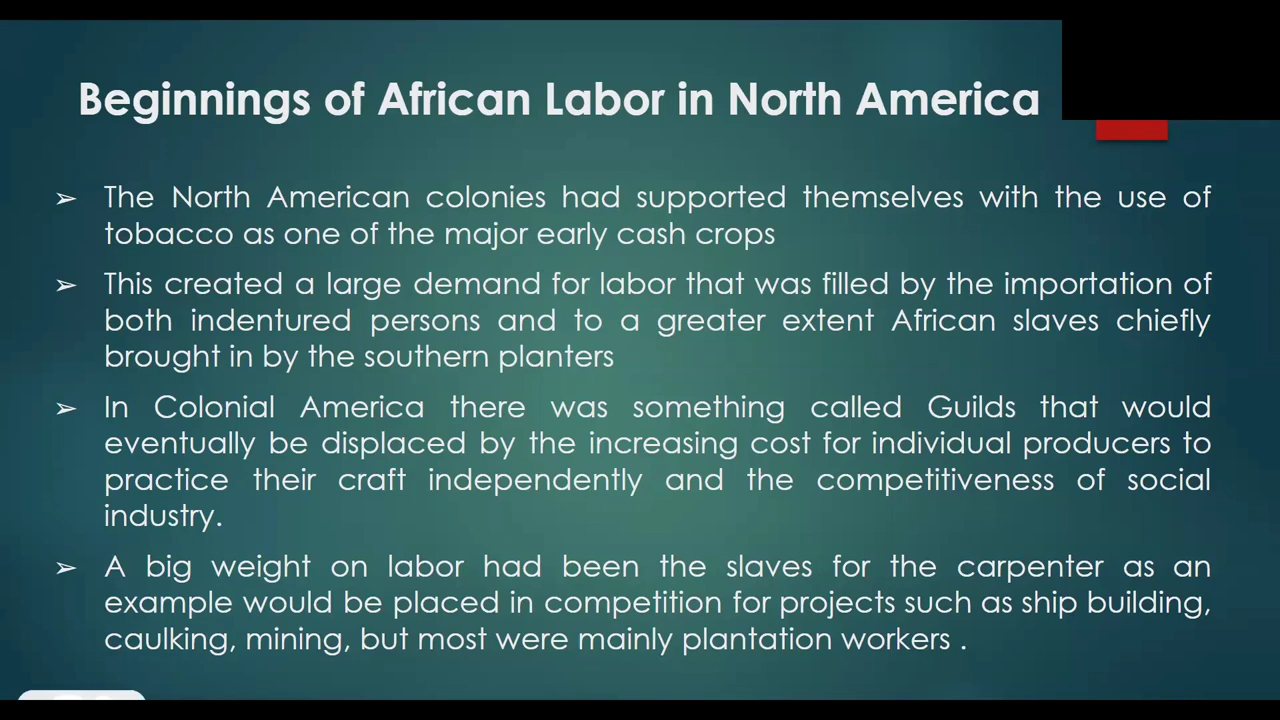 Beginnings of African Labor in North America
➢ The North American colonies had supported themselves with the use of
tobacco as one of the major early cash crops
➢ This created a large demand for labor that was filled by the importation of
both indentured persons and to a greater extent African slaves chiefly
brought in by the southern planters
➢ In Colonial America there was something called Guilds that would
eventually be displaced by the increasing cost for individual producers to
practice their craft independently and the competitiveness of social
industry.
➢ A big weight on labor had been the slaves for the carpenter as an
example would be placed in competition for projects such as ship building,
caulking, mining, but most were mainly plantation workers .